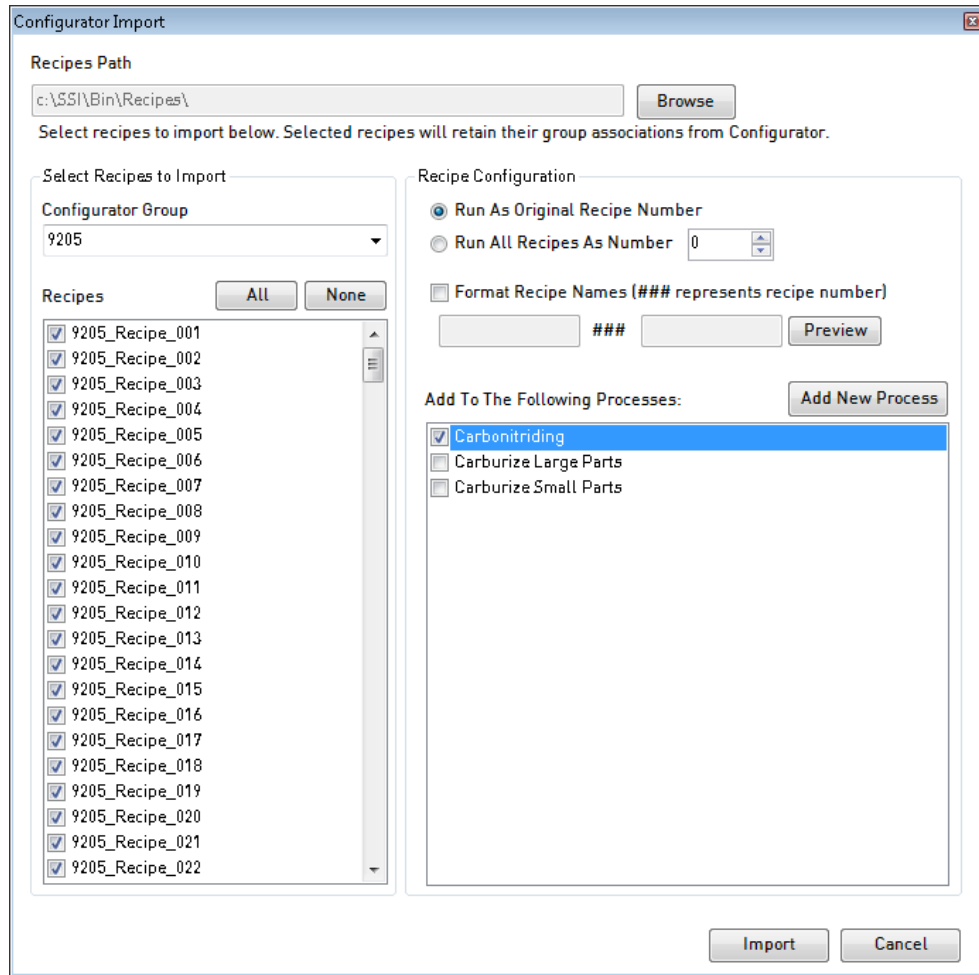 Configurator Import
Recipes Path
c:\SSI\Bin\Recipes\
Browse
Select recipes to import below. Selected recipes will retain their group associations from Configurator.
Select Recipes to Import
Configurator Group
9205
Recipes
All
None
9205_Recipe_001
9205_Recipe_002
9205_Recipe_003
9205_Recipe_004
9205_Recipe_005
9205_Recipe_006
9205_Recipe_007
9205_Recipe_008
9205_Recipe_009
9205_Recipe_010
9205_Recipe_011
9205_Recipe_012
9205_Recipe_013
9205_Recipe_014
9205_Recipe_015
9205_Recipe_016
9205_Recipe_017
9205_Recipe_018
9205_Recipe_019
9205_Recipe_020
9205_Recipe_021
9205_Recipe_022
Recipe Configuration
Run As Original Recipe Number
Run All Recipes As Number 0
Format Recipe Names (### represents recipe number)
###
Preview
Add To The Following Processes:
Add New Process
Carbonitriding
Carburize Large Parts
Carburize Small Parts
Import
Cancel